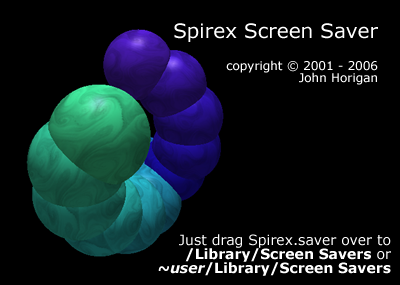 Spirex Screen Saver
copyright © 2001 - 2006
John Horigan
Just drag Spirex.saver over to
/Library/Screen Savers or
~user/Library/Screen Savers